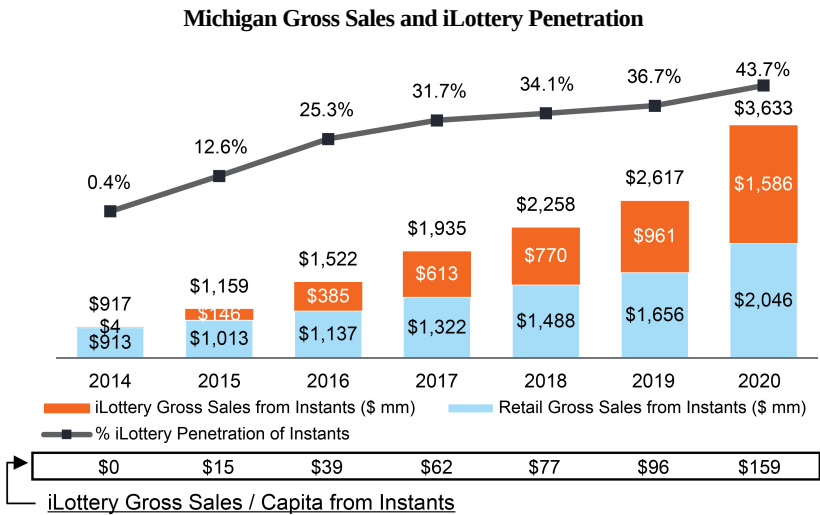 Michigan Gross Sales and iLottery Penetration
0.4% 12.6% 25.3% 31.7% 34.1% 36.7% 43.7%
$917 $1,159 $1,522 $1,935 $2,258 $2,617 $3,633
$4 $146 $385 $613 $770 $961 $1,586
$913 $1,013 $1,137 $1,322 $1,488 $1,656 $2,046
2014 2015 2016 2017 2018 2019 2020
iLottery Gross Sales from Instants ($ mm) Retail Gross Sales from Instants ($ mm)
% iLottery Penetration of Instants
$0 $15 $39 $62 $77 $96 $159
iLottery Gross Sales / Capita from Instants